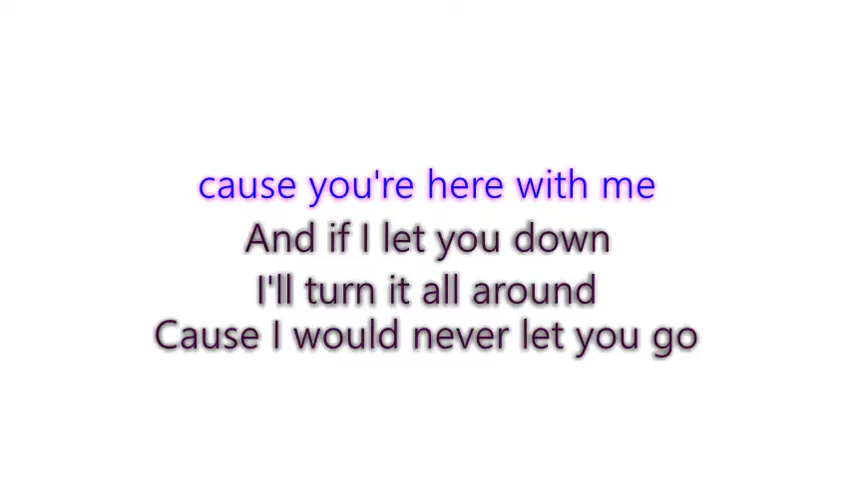 cause you're here with me
And if I let you down
I'll turn it all around
Cause I would never let you go